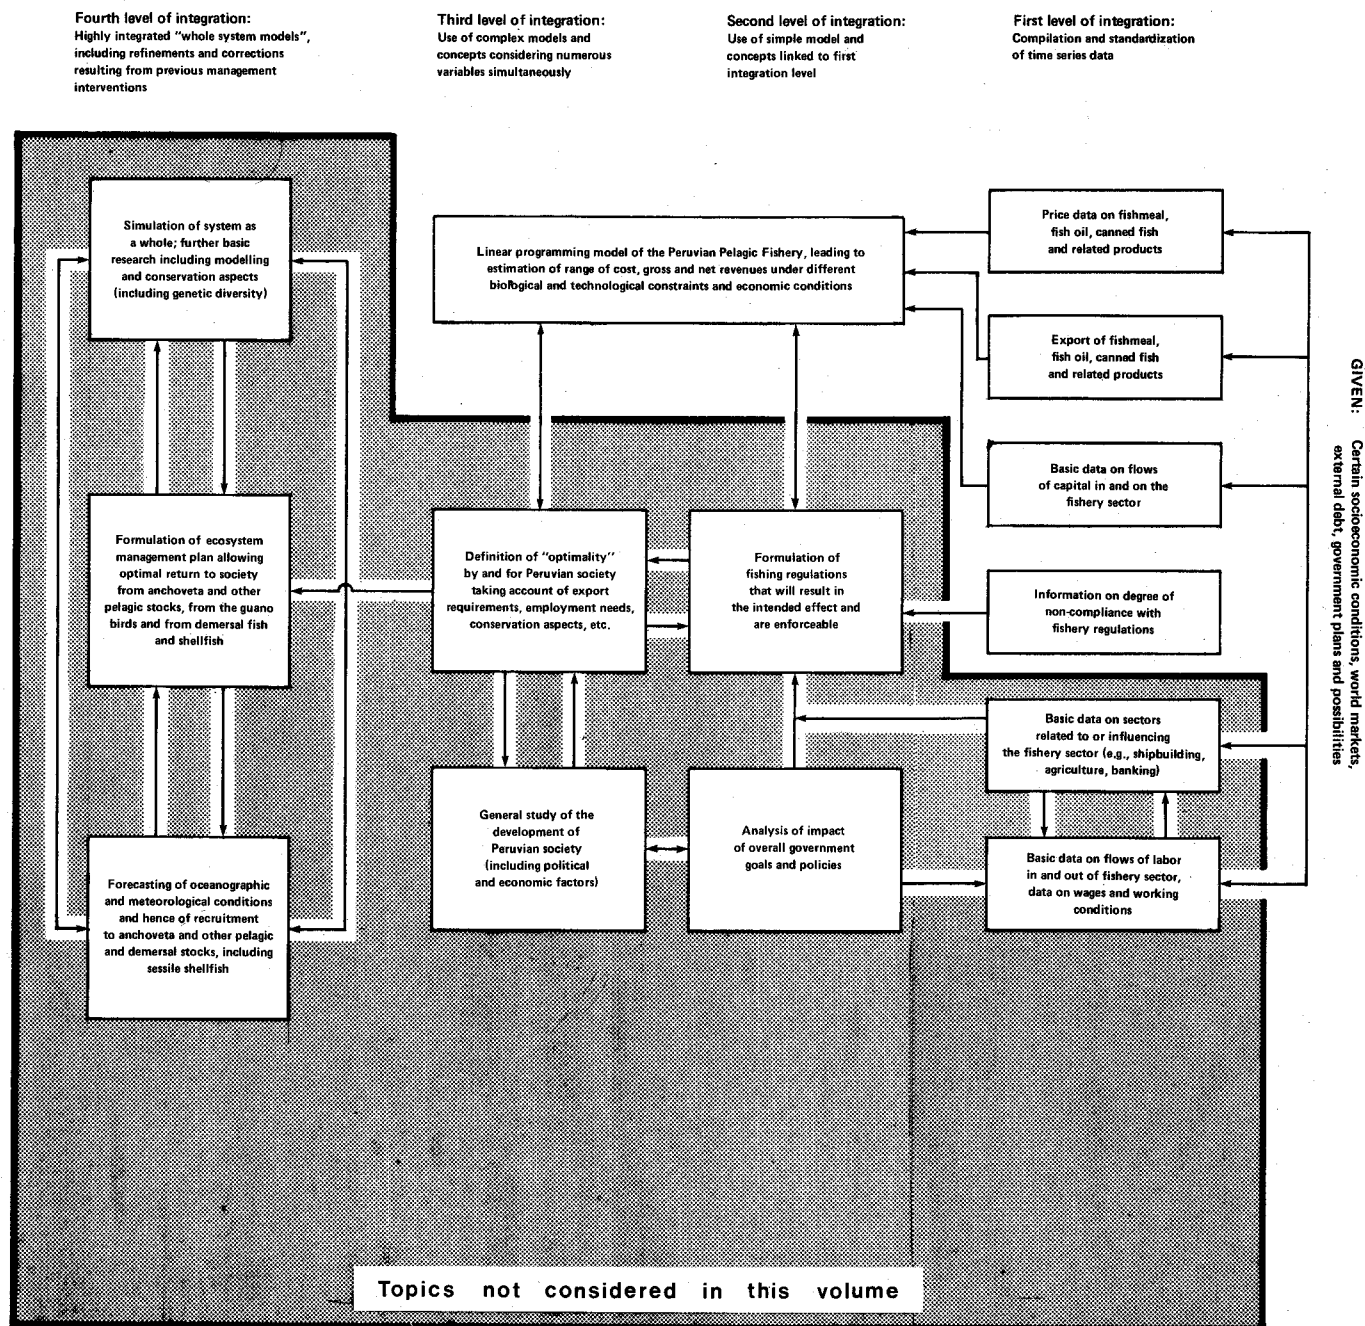 Fourth level of integration:
Highly integrated "whole system models",
including refinements and corrections
resulting from previous management
interventions
Third level of integration:
Use of complex models and
concepts considering numerous
variables simultaneously
Second level of integration:
Use of simple model and
concepts linked to first
integration level
First level of integration:
Compilation and standardization
of time series data
Simulation of system as
a whole; further basic
research including modelling
and conservation aspects
(including genetic diversity)
Linear programming model of the Peruvian Pelagic Fishery, leading to
estimation of range of cost, gross and net revenues under different
biological and technological constraints and economic conditions
Price data on fishmeal,
fish oil, canned fish
and related products
Export of fishmeal,
fish oil, canned fish
and related products
Basic data on flows
of capital in and on the
fishery sector
Formulation of ecosystem
management plan allowing
optimal return to society
from anchoveta and other
pelagic stocks, from the guano
birds and from demersal fish
and shellfish
Definition of "optimality"
by and for Peruvian society
taking account of export
requirements, employment needs,
conservation aspects, etc.
Formulation of
fishing regulations
that will result in
the intended effect and
are enforceable
Information on degree of
non-compliance with
fishery regulations
Basic data on sectors
related to or influencing
the fishery sector (e.g., shipbuilding,
agriculture, banking)
General study of the
development of
Peruvian society
(including political
and economic factors)
Analysis of impact
of overall government
goals and policies
Basic data on flows of labor
in and out of fishery sector,
data on wages and working
conditions
Forecasting of oceanographic
and meteorological conditions
and hence of recruitment
to anchoveta and other pelagic
and demersal stocks, including
sessile shellfish
GIVEN: Certain socioeconomic conditions, world markets,
external debt, government plans and possibilities
Topics not considered in this volume